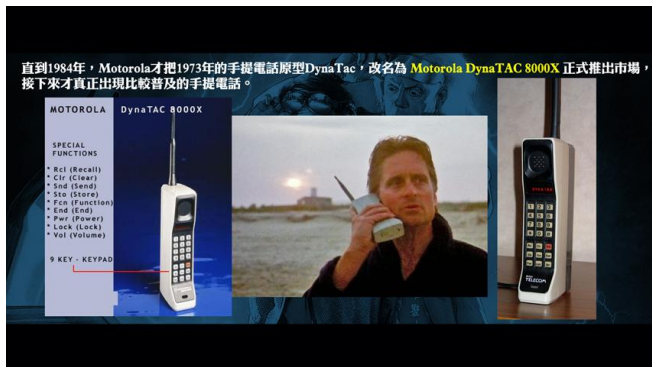 直到1984年，Motorola才把1973年的手提電話原型DynaTac，改名為 Motorola DynaTAC 8000X 正式推出市場，
接下來才真正出現比較普及的手提電話。
MOTOROLA DynaTAC 8000X
SPECIAL
FUNCTIONS
* Rcl (Recall)
* Clr (Clear)
* Snd (Send)
* Sto (Store)
* Fcn (Function)
* End (End)
* Pwr (Power)
* Lock (Lock)
* Vol (Volume)
9 KEY - KEYPAD
DYNATAC
TELECOM